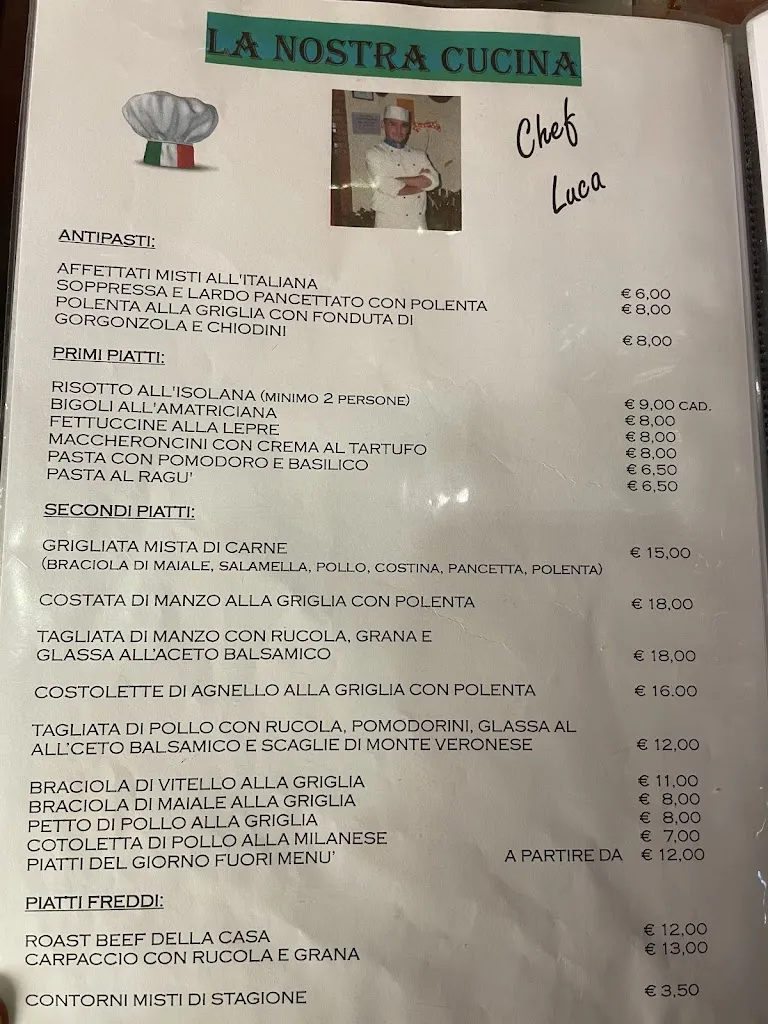 LA NOSTRA CUCINA
Chef
Luca
ANTIPASTI:
AFFETTATI MISTI ALL'ITALIANA € 6,00
SOPPRESSA E LARDO PANCETTATO CON POLENTA € 8,00
POLENTA ALLA GRIGLIA CON FONDUTA DI
GORGONZOLA E CHIODINI € 8,00
PRIMI PIATTI:
RISOTTO ALL'ISOLANA (MINIMO 2 PERSONE) € 9,00 CAD.
BIGOLI ALL'AMATRICIANA € 8,00
FETTUCCINE ALLA LEPRE € 8,00
MACCHERONCINI CON CREMA AL TARTUFO € 8,00
PASTA CON POMODORO E BASILICO € 6,50
PASTA AL RAGU' € 6,50
SECONDI PIATTI:
GRIGLIATA MISTA DI CARNE € 15,00
(BRACIOLA DI MAIALE, SALAMELLA, POLLO, COSTINA, PANCETTA, POLENTA)
COSTATA DI MANZO ALLA GRIGLIA CON POLENTA € 18,00
TAGLIATA DI MANZO CON RUCOLA, GRANA E
GLASSA ALL'ACETO BALSAMICO € 18,00
COSTOLETTE DI AGNELLO ALLA GRIGLIA CON POLENTA € 16.00
TAGLIATA DI POLLO CON RUCOLA, POMODORINI, GLASSA AL
ALL'CETO BALSAMICO E SCAGLIE DI MONTE VERONESE € 12,00
BRACIOLA DI VITELLO ALLA GRIGLIA € 11,00
BRACIOLA DI MAIALE ALLA GRIGLIA € 8,00
PETTO DI POLLO ALLA GRIGLIA € 8,00
COTOLETTA DI POLLO ALLA MILANESE € 7,00
PIATTI DEL GIORNO FUORI MENU' A PARTIRE DA € 12,00
PIATTI FREDDI:
ROAST BEEF DELLA CASA € 12,00
CARPACCIO CON RUCOLA E GRANA € 13,00
CONTORNI MISTI DI STAGIONE € 3,50